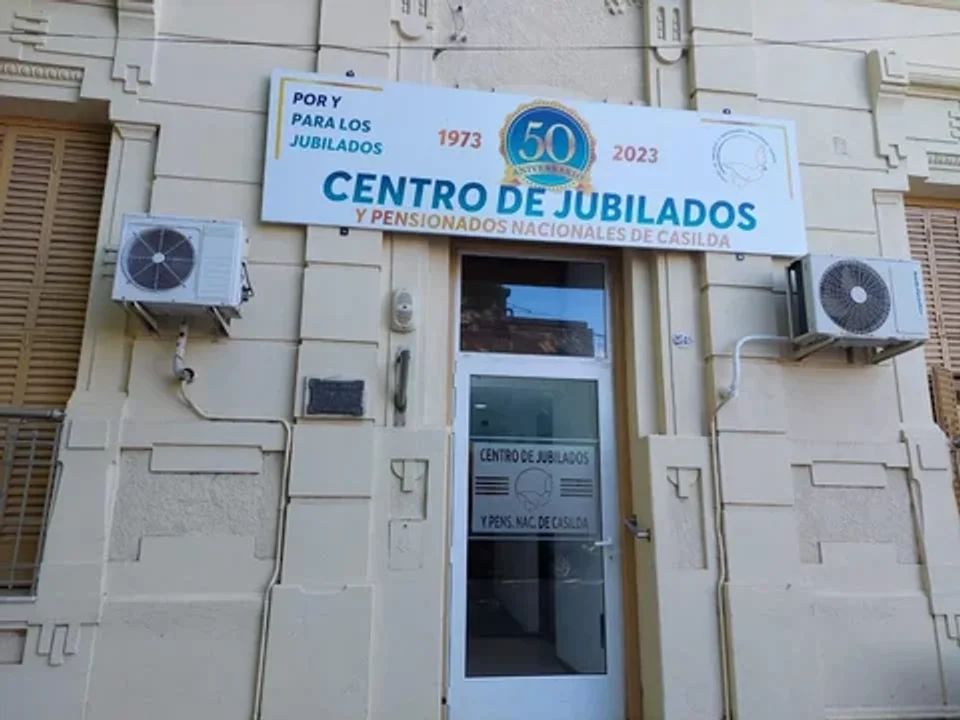 POR Y
PARA LOS
JUBILADOS
1973
50
ANIVERSARIO
2023
CENTRO DE JUBILADOS
Y PENSIONADOS NACIONALES DE CASILDA
CENTRO DE JUBILADOS
Y PENS. NAC. DE CASILDA